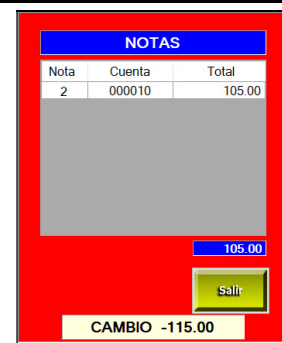 NOTAS
Nota Cuenta Total
2 000010 105.00
105.00
Salir
CAMBIO -115.00